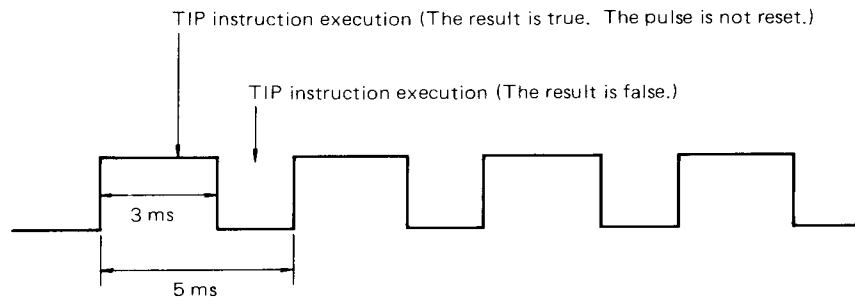 TIP instruction execution (The result is true. The pulse is not reset.)
TIP instruction execution (The result is false.)
3 ms
5 ms